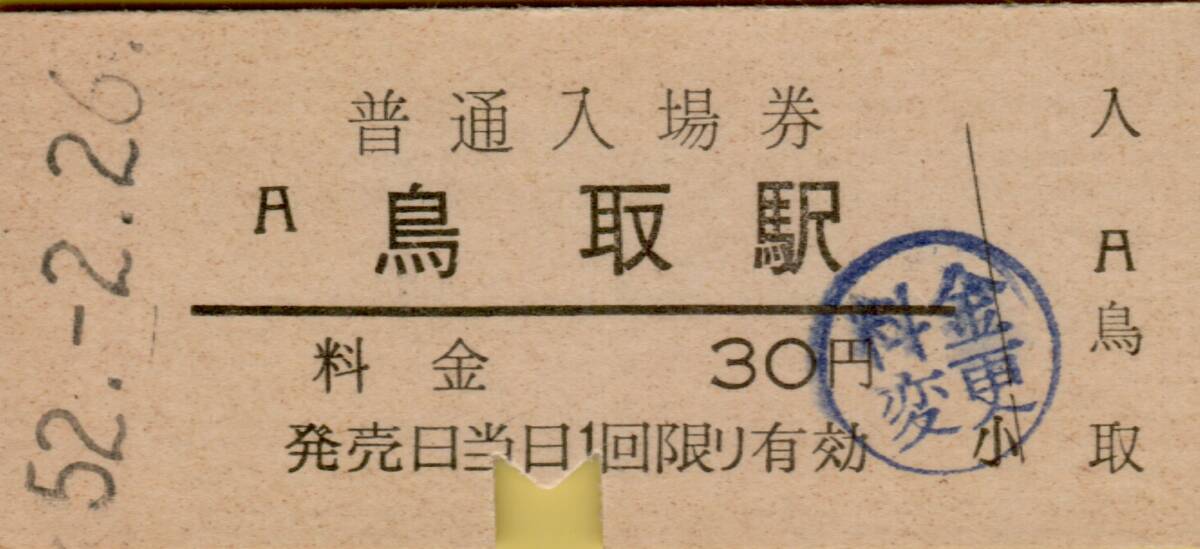 52.-2.26.
普通入場券
A 鳥取駅
料金 30円
発売日当日1回限り有効
料金
変更
小
入
A
鳥
取